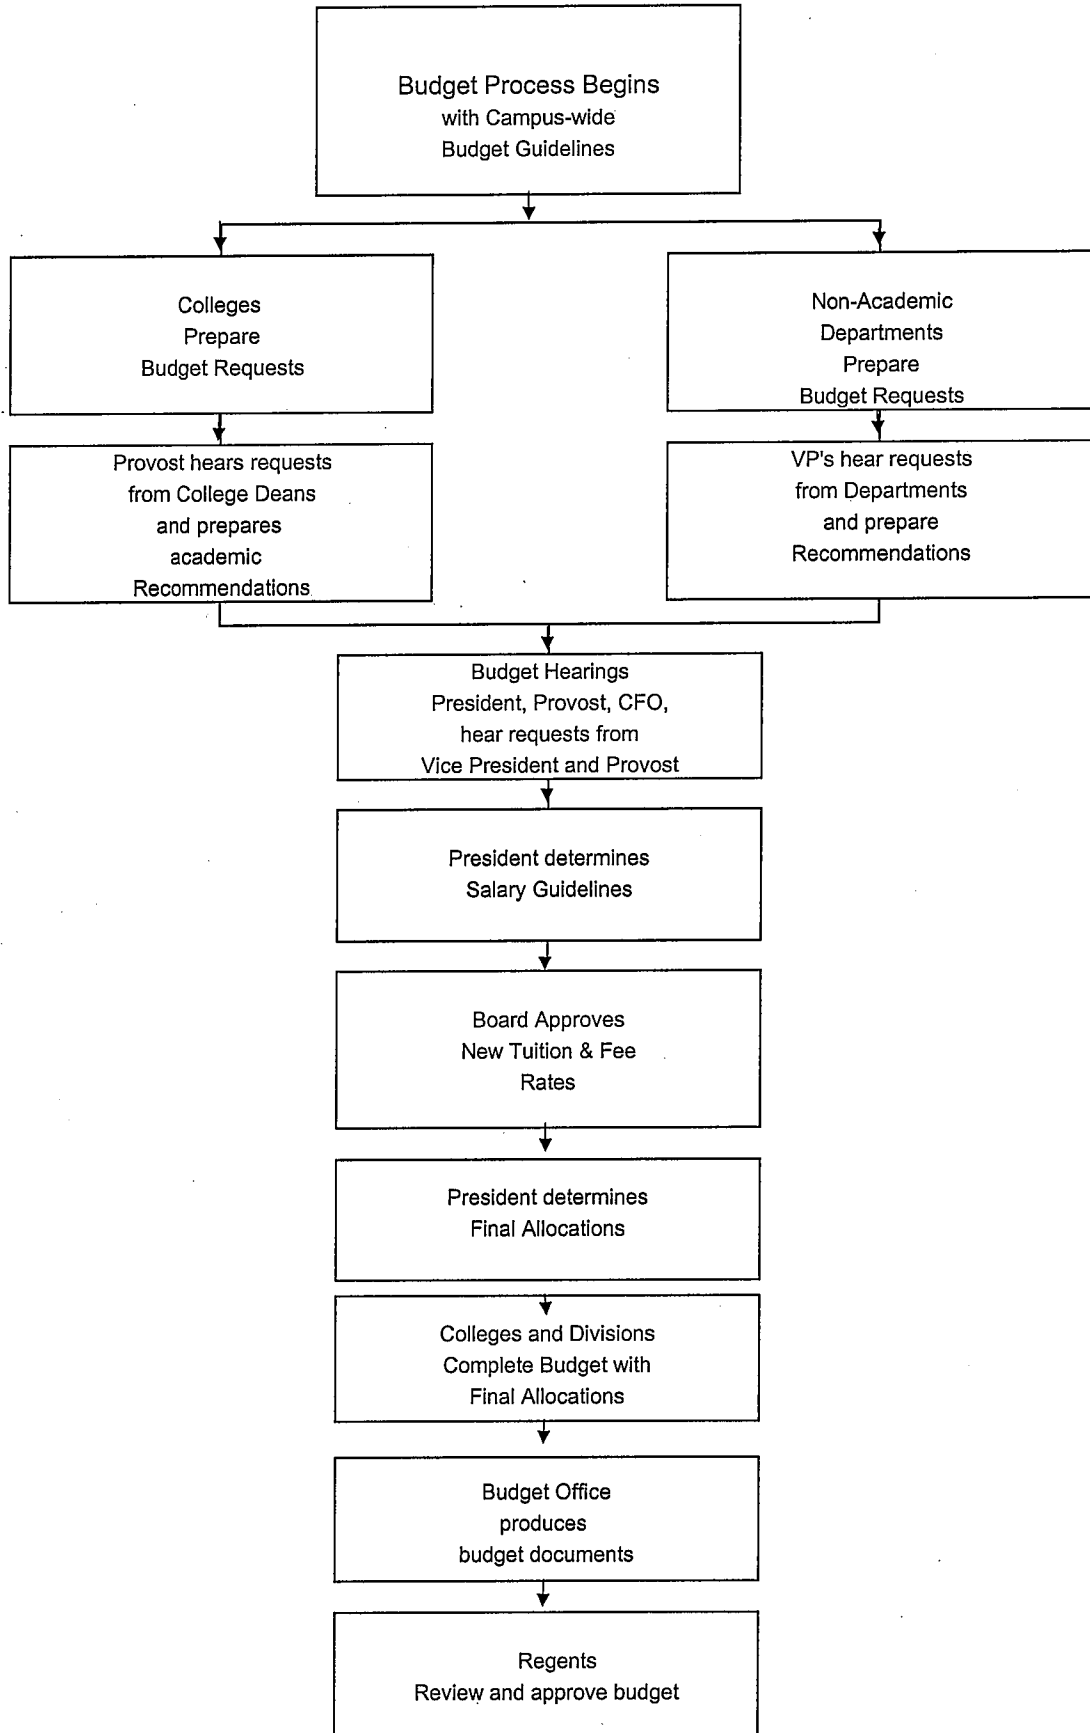 Budget Process Begins
with Campus-wide
Budget Guidelines
Colleges
Prepare
Budget Requests
Non-Academic
Departments
Prepare
Budget Requests
Provost hears requests
from College Deans
and prepares
academic
Recommendations
VP's hear requests
from Departments
and prepare
Recommendations
Budget Hearings
President, Provost, CFO,
hear requests from
Vice President and Provost
President determines
Salary Guidelines
Board Approves
New Tuition & Fee
Rates
President determines
Final Allocations
Colleges and Divisions
Complete Budget with
Final Allocations
Budget Office
produces
budget documents
Regents
Review and approve budget